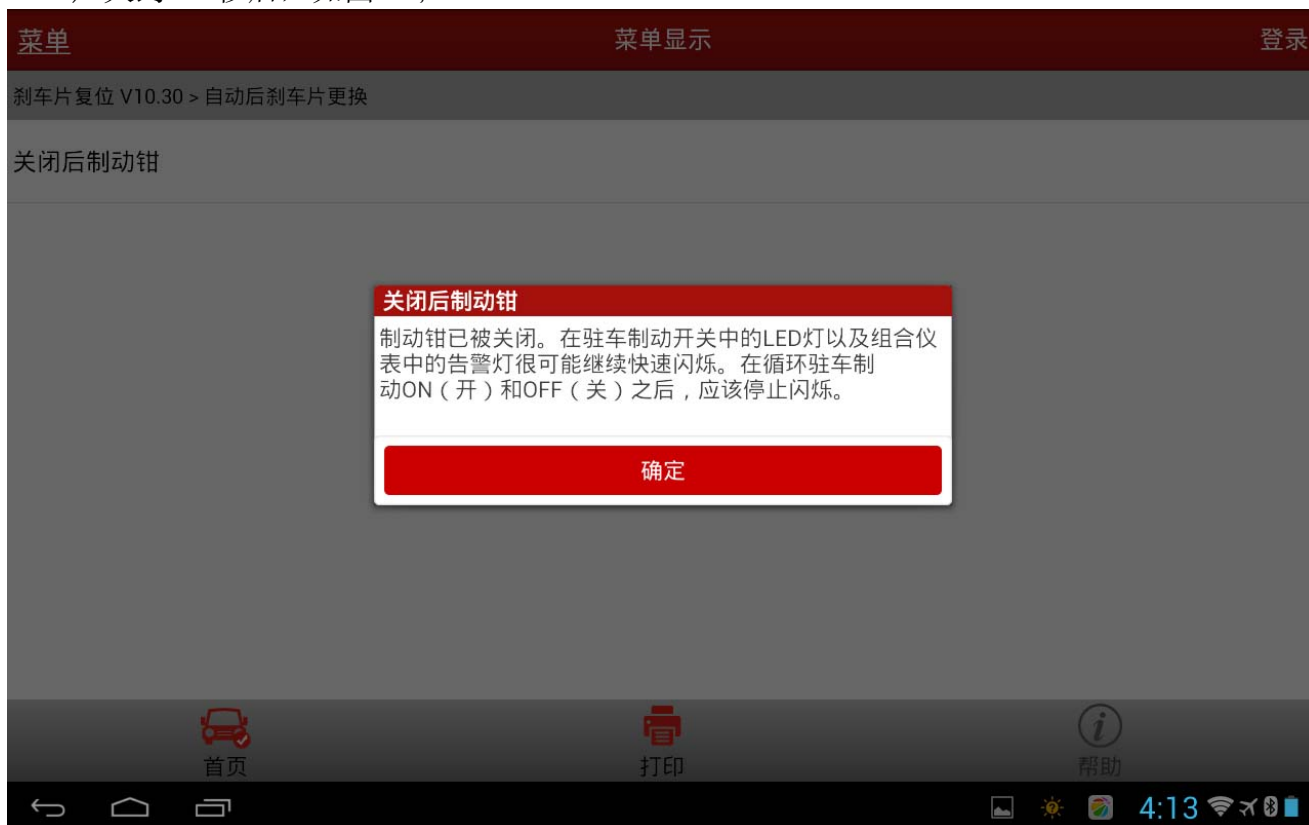 菜单 菜单显示 登录
刹车片复位 V10.30 > 自动后刹车片更换
关闭后制动钳
关闭后制动钳
制动钳已被关闭。在驻车制动开关中的LED灯以及组合仪
表中的告警灯很可能继续快速闪烁。在循环驻车制
动ON（开）和OFF（关）之后，应该停止闪烁。
确定
首页 打印 帮助
4:13